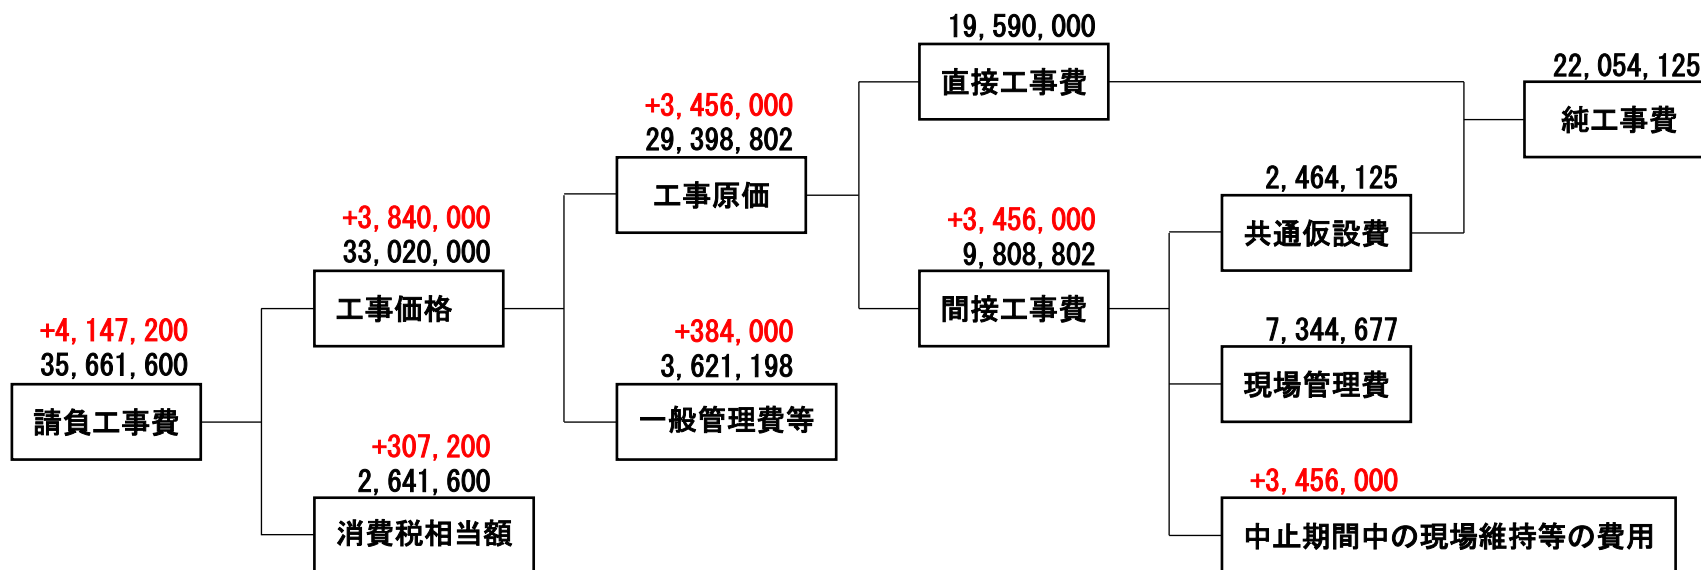 19,590,000
直接工事費
22,054,125
純工事費
+3,456,000
29,398,802
工事原価
2,464,125
共通仮設費
+3,840,000
33,020,000
工事価格
+3,456,000
9,808,802
間接工事費
+4,147,200
35,661,600
請負工事費
+384,000
3,621,198
一般管理費等
7,344,677
現場管理費
+307,200
2,641,600
消費税相当額
+3,456,000
中止期間中の現場維持等の費用